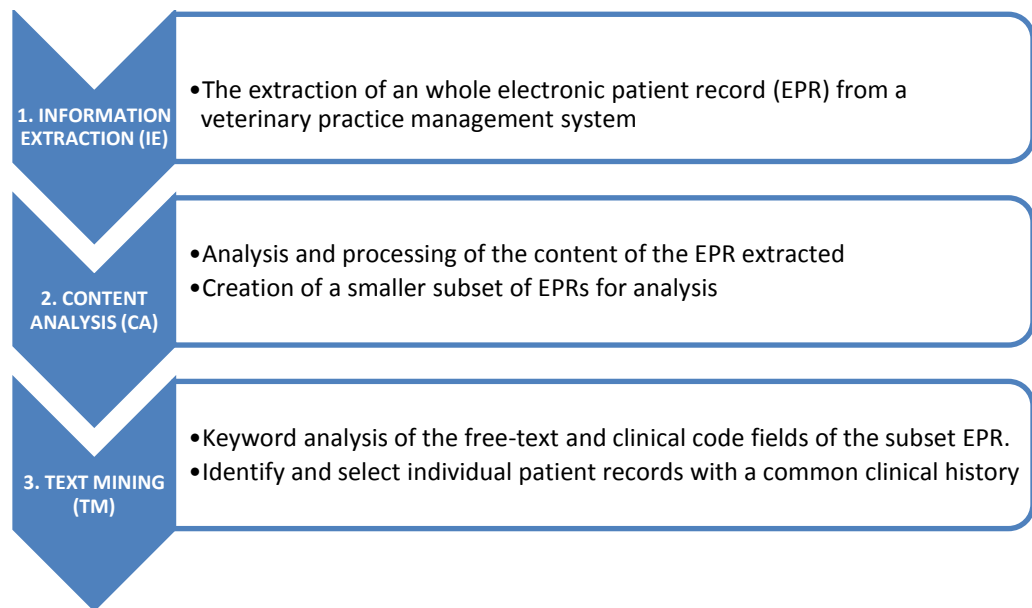 1. INFORMATION
EXTRACTION (IE)
•The extraction of an whole electronic patient record (EPR) from a
veterinary practice management system
2. CONTENT
ANALYSIS (CA)
•Analysis and processing of the content of the EPR extracted
•Creation of a smaller subset of EPRs for analysis
3. TEXT MINING
(TM)
•Keyword analysis of the free-text and clinical code fields of the subset EPR.
•Identify and select individual patient records with a common clinical history